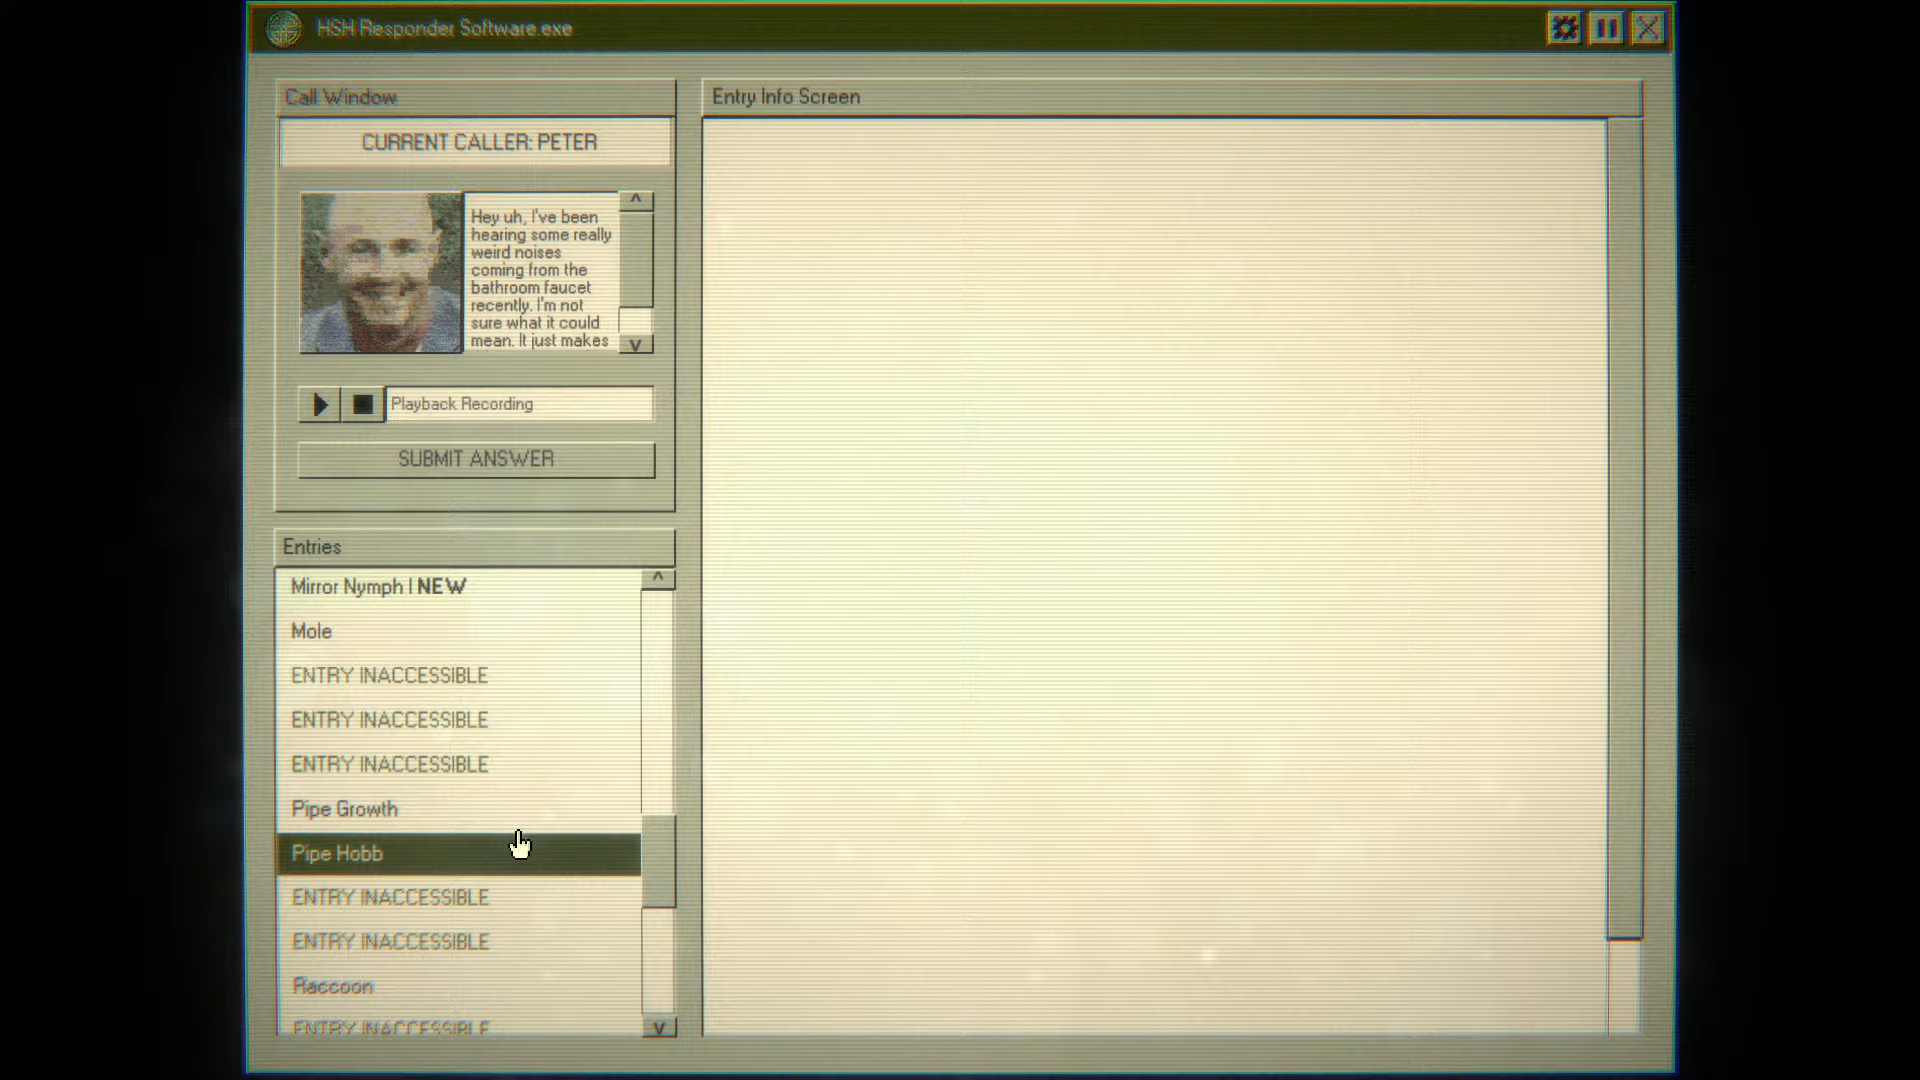 HSH Responder Software.exe
Call Window
CURRENT CALLER: PETER
Hey uh, I've been
hearing some really
weird noises
coming from the
bathroom faucet
recently. I'm not
sure what it could
mean. It just makes
Playback Recording
SUBMIT ANSWER
Entries
Mirror Nymph | NEW
Mole
ENTRY INACCESSIBLE
ENTRY INACCESSIBLE
ENTRY INACCESSIBLE
Pipe Growth
Pipe Hobb
ENTRY INACCESSIBLE
ENTRY INACCESSIBLE
Raccoon
ENTRY INACCESSIBLE
Entry Info Screen